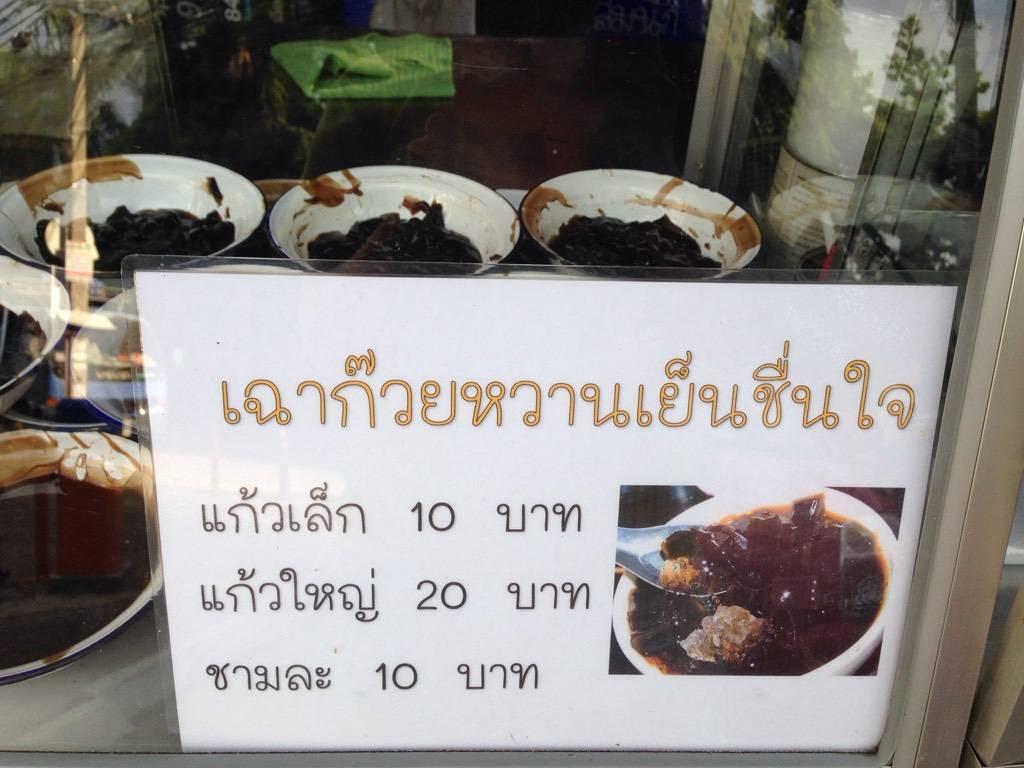 เฉาก๊วยหวานเย็นชื่นใจ
แก้วเล็ก 10 บาท
แก้วใหญ่ 20 บาท
ชามละ 10 บาท